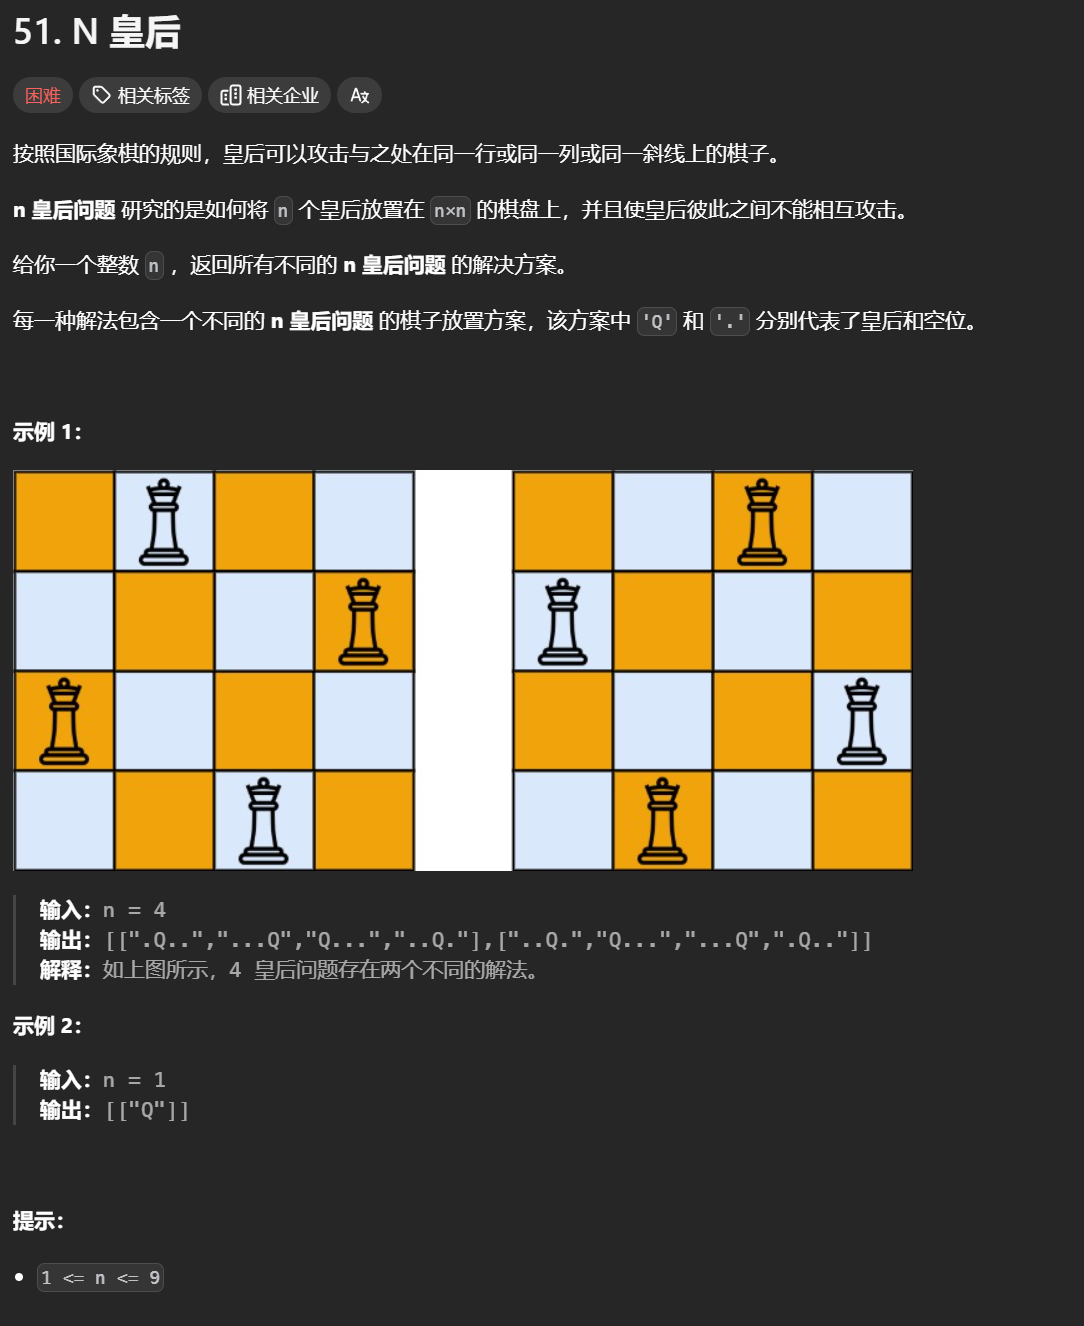 51. N 皇后
困难 相关标签 相关企业
按照国际象棋的规则，皇后可以攻击与之处在同一行或同一列或同一斜线上的棋子。
n 皇后问题 研究的是如何将 n 个皇后放置在 n×n 的棋盘上，并且使皇后彼此之间不能相互攻击。
给你一个整数 n ，返回所有不同的 n 皇后问题 的解决方案。
每一种解法包含一个不同的 n 皇后问题 的棋子放置方案，该方案中 'Q' 和 '.' 分别代表了皇后和空位。
示例 1：
输入：n = 4
输出：[[".Q..","...Q","Q...","..Q."],["..Q.","Q...","...Q",".Q.."]]
解释：如上图所示，4 皇后问题存在两个不同的解法。
示例 2：
输入：n = 1
输出：[["Q"]]
提示：
1 <= n <= 9